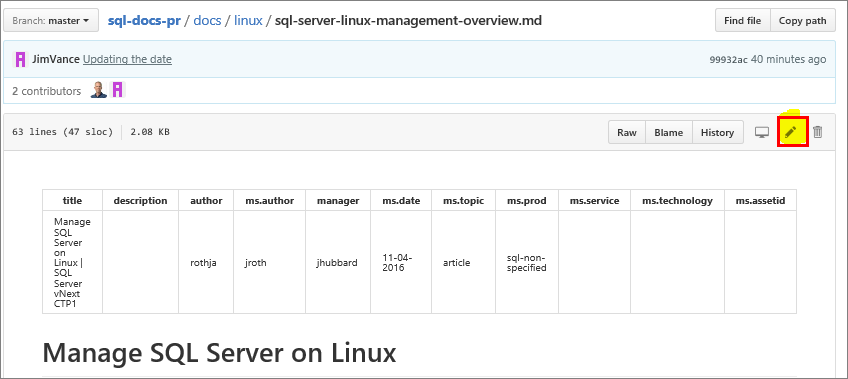 Branch: master
sql-docs-pr / docs / linux / sql-server-linux-management-overview.md
Find file
Copy path
JimVance Updating the date
99932ac 40 minutes ago
2 contributors
63 lines (47 sloc)
2.08 KB
Raw
Blame
History
title description author ms.author manager ms.date ms.topic ms.prod ms.service ms.technology ms.assetid
Manage
SQL
Server
on
Linux |
SQL
Server
vNext
CTP1
rothja
jroth
jhubbard
11-04-
2016
article
sql-non-
specified
Manage SQL Server on Linux